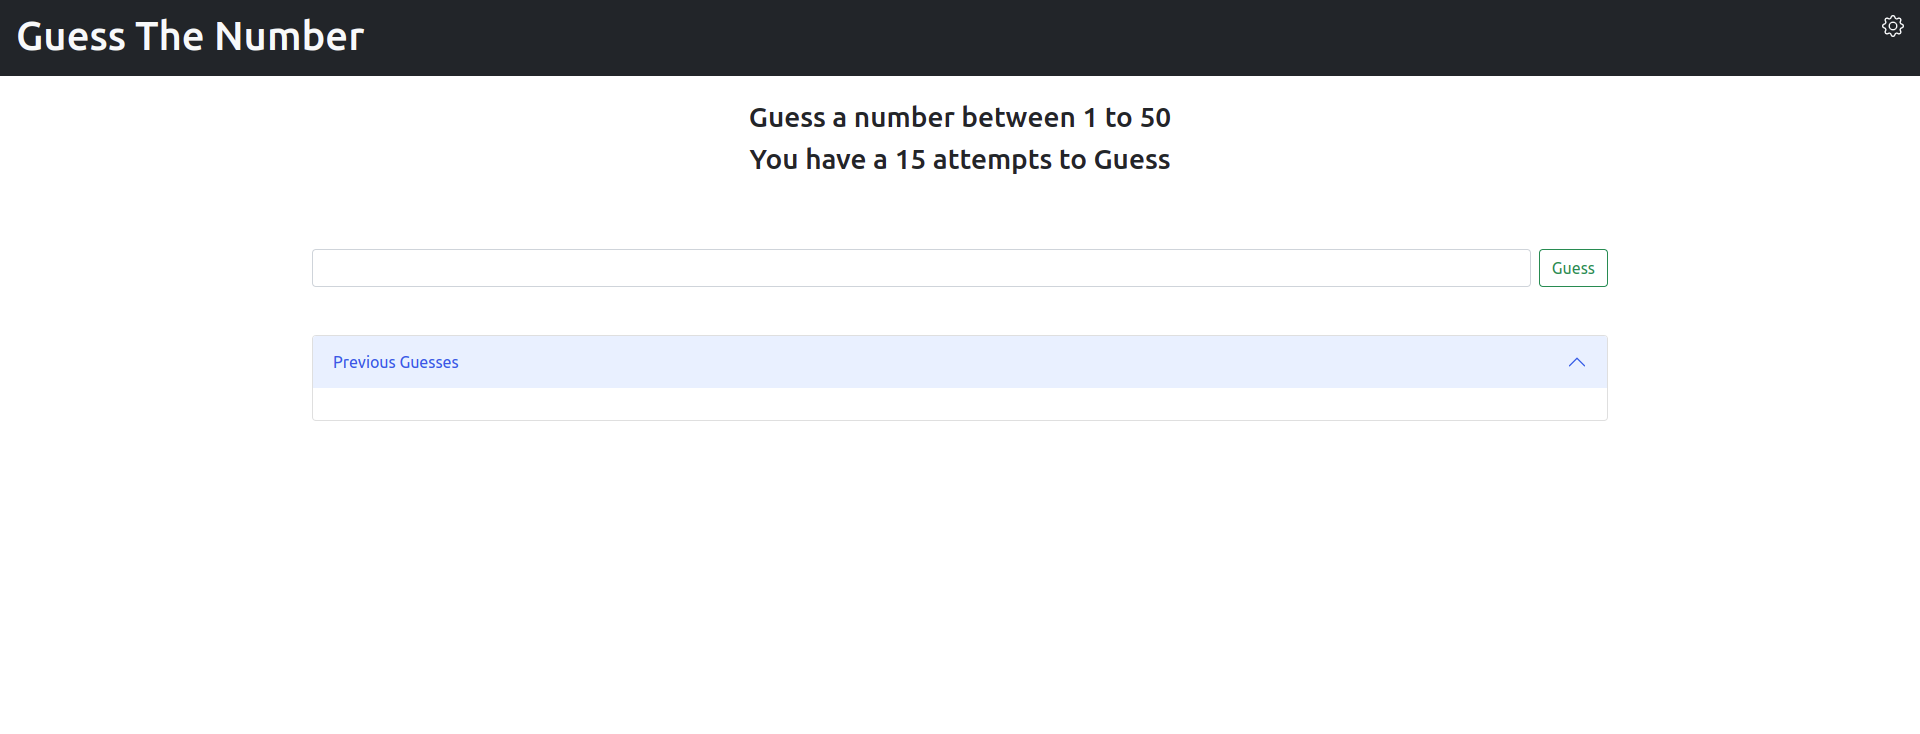 Guess The Number
Guess a number between 1 to 50
You have a 15 attempts to Guess
Guess
Previous Guesses